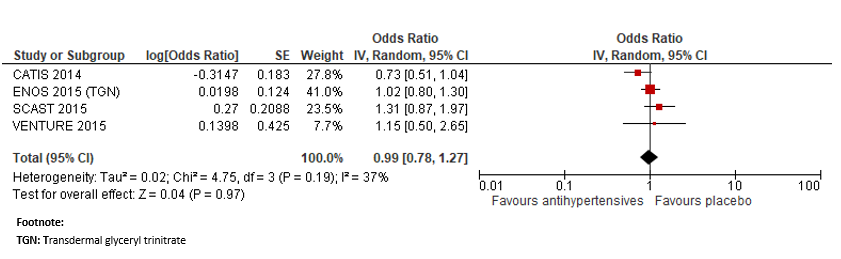 Odds Ratio Odds Ratio
Study or Subgroup log[Odds Ratio] SE Weight IV, Random, 95% CI IV, Random, 95% CI
CATIS 2014 -0.3147 0.183 27.8% 0.73 [0.51, 1.04]
ENOS 2015 (TGN) 0.0198 0.124 41.0% 1.02 [0.80, 1.30]
SCAST 2015 0.27 0.2088 23.5% 1.31 [0.87, 1.97]
VENTURE 2015 0.1398 0.425 7.7% 1.15 [0.50, 2.65]
Total (95% CI) 100.0% 0.99 [0.78, 1.27]
Heterogeneity: Tau² = 0.02; Chi² = 4.75, df = 3 (P = 0.19); I² = 37%
Test for overall effect: Z = 0.04 (P = 0.97)
0.01 0.1 1 10 100
Favours antihypertensives Favours placebo
Footnote:
TGN: Transdermal glyceryl trinitrate